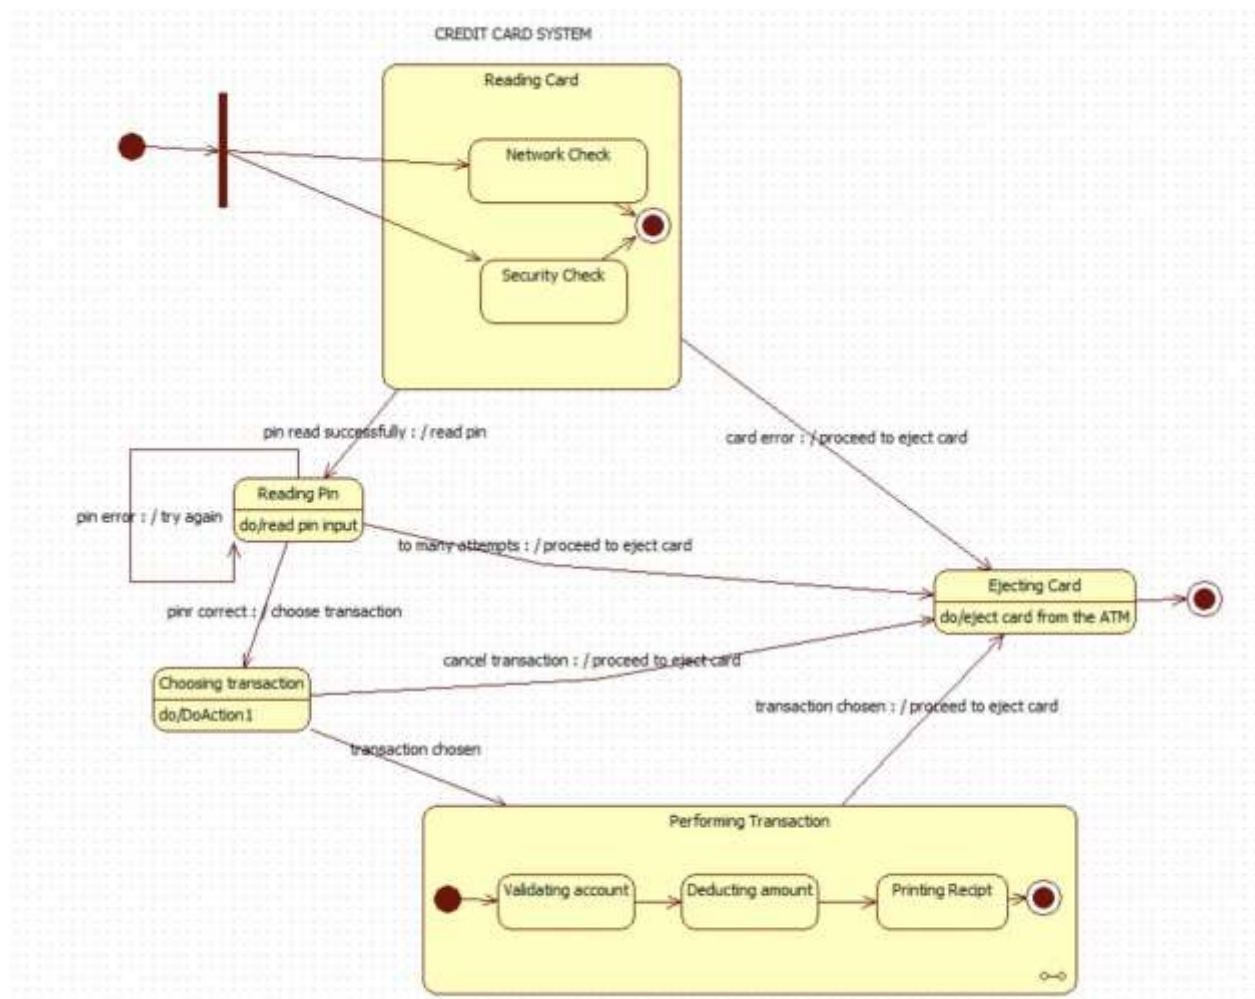 CREDIT CARD SYSTEM
Reading Card
Network Check
Security Check
pin read successfully : / read pin
card error : / proceed to eject card
Reading Pin
do/read pin input
pin error : / try again
to many attempts : / proceed to eject card
Ejecting Card
do/eject card from the ATM
pinr correct : / choose transaction
cancel transaction : / proceed to eject card
Choosing transaction
do/DoAction1
transaction chosen : / proceed to eject card
transaction chosen
Performing Transaction
Validating account
Deducting amount
Printing Recipt